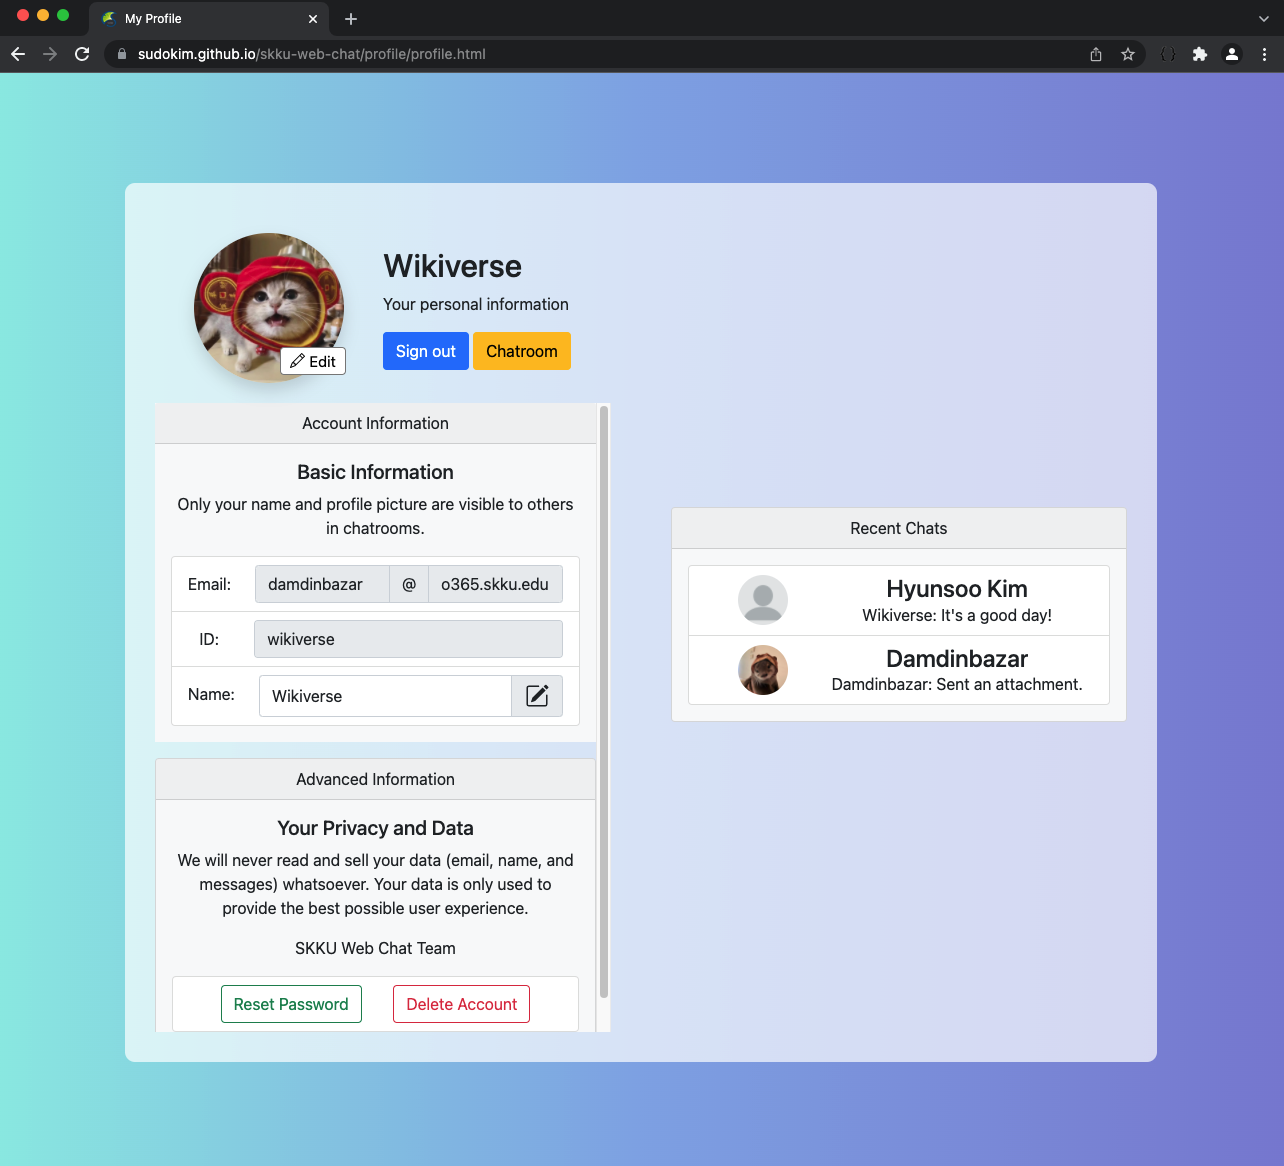 My Profile
sudokim.github.io/skku-web-chat/profile/profile.html
Wikiverse
Your personal information
Edit
Sign out
Chatroom
Account Information
Basic Information
Only your name and profile picture are visible to others
in chatrooms.
Email: damdinbazar @ o365.skku.edu
ID: wikiverse
Name: Wikiverse
Advanced Information
Your Privacy and Data
We will never read and sell your data (email, name, and
messages) whatsoever. Your data is only used to
provide the best possible user experience.
SKKU Web Chat Team
Reset Password
Delete Account
Recent Chats
Hyunsoo Kim
Wikiverse: It's a good day!
Damdinbazar
Damdinbazar: Sent an attachment.